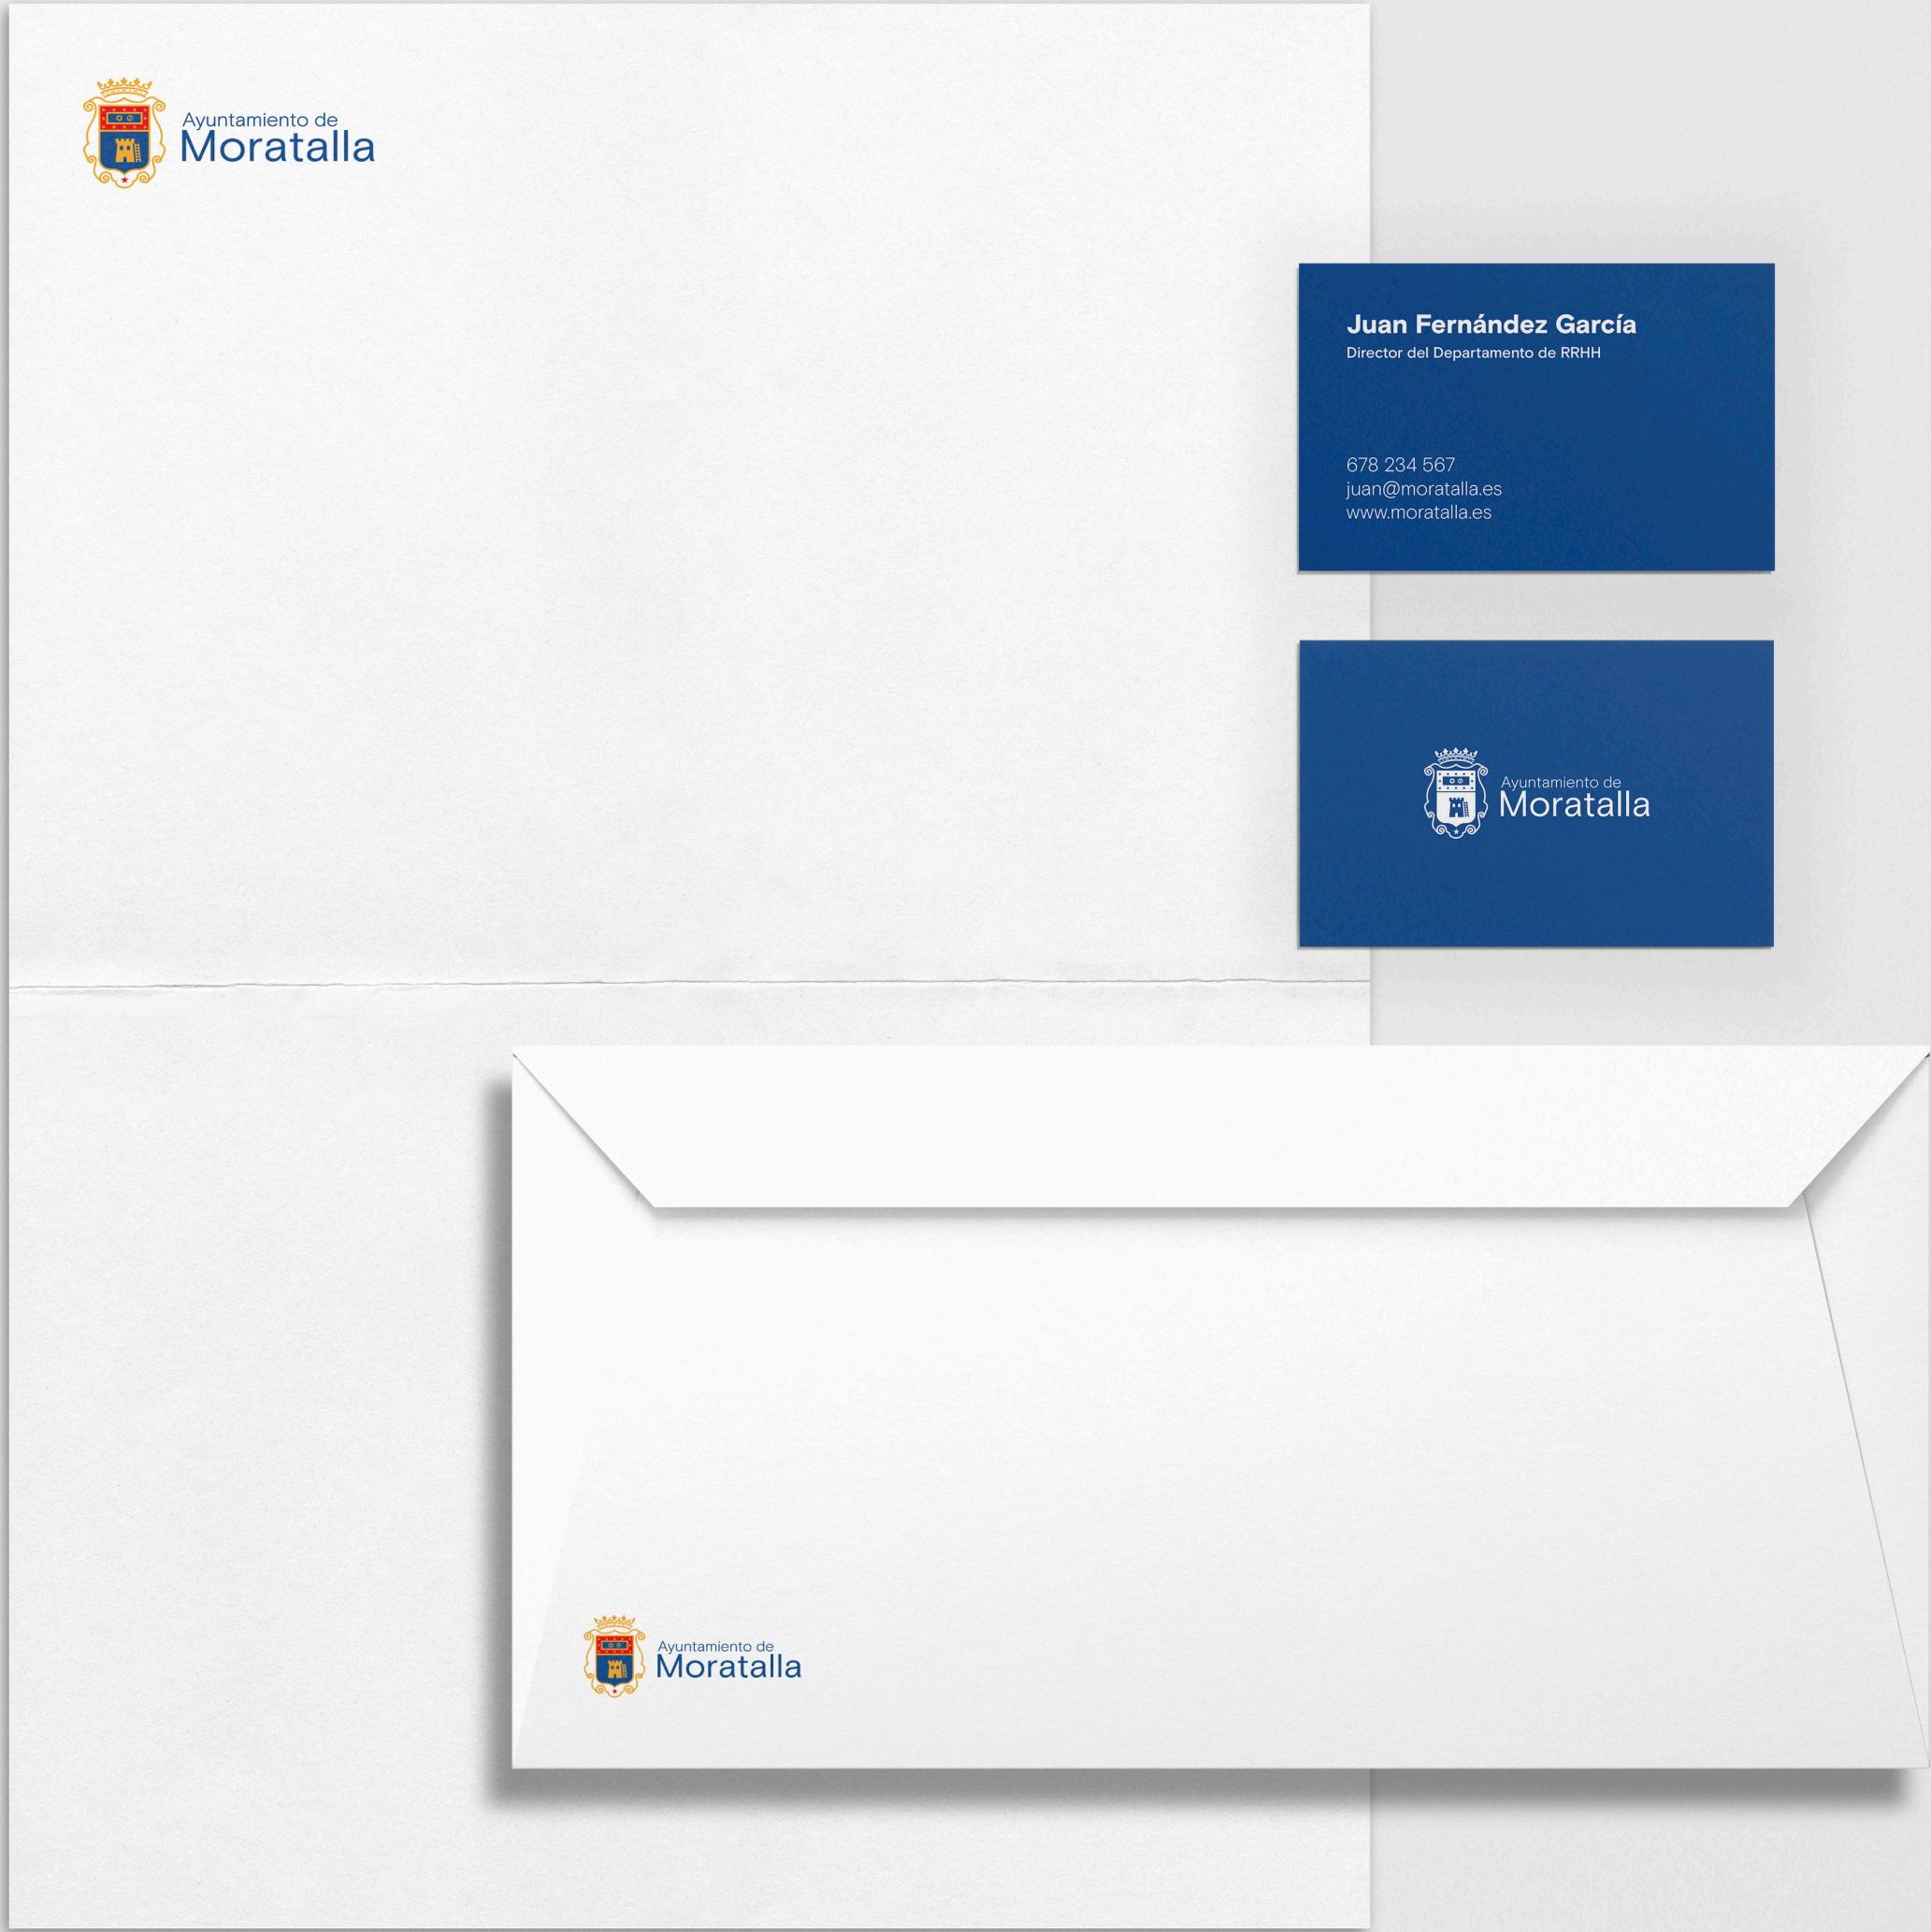 Ayuntamiento de
Moratalla
Juan Fernández García
Director del Departamento de RRHH
678 234 567
juan@moratalla.es
www.moratalla.es
Ayuntamiento de
Moratalla
Ayuntamiento de
Moratalla